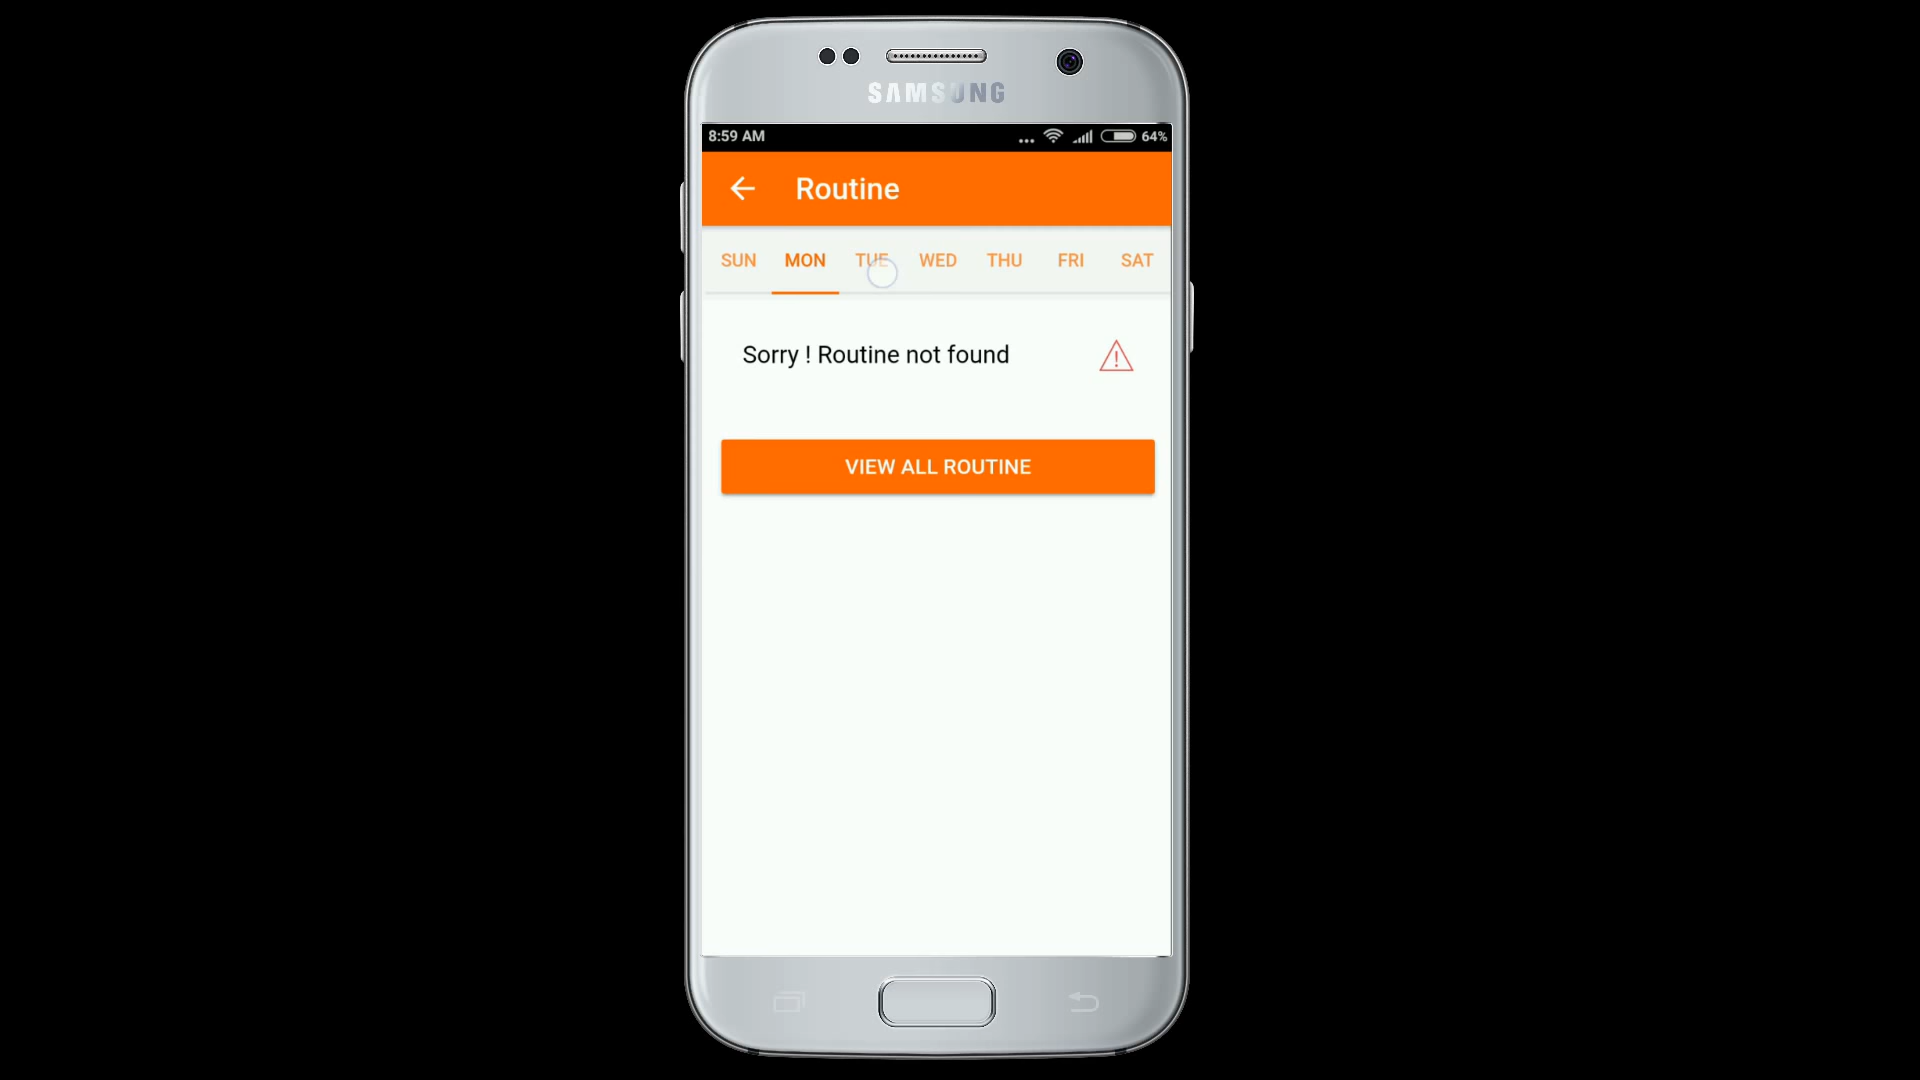 SAMSUNG
8:59 AM 64%
Routine
SUN MON TUE WED THU FRI SAT
Sorry ! Routine not found
VIEW ALL ROUTINE